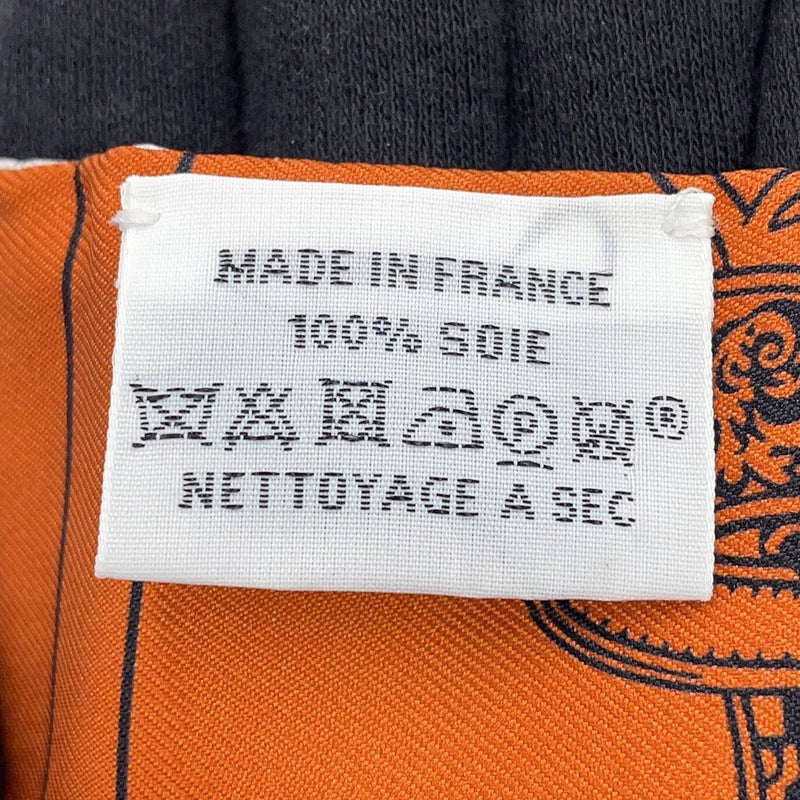 MADE IN FRANCE
100% SOIE
P ®
NETTOYAGE A SEC